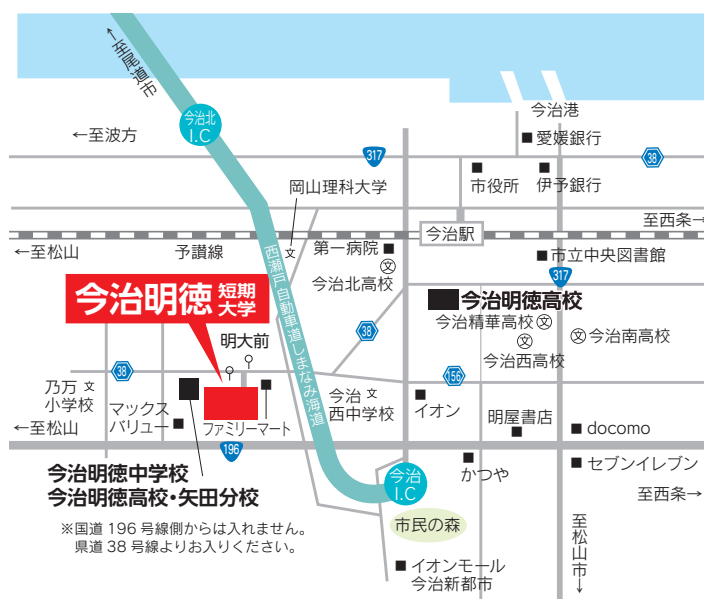 ←至尾道市
今治北
I.C
今治港
←至波方
317
愛媛銀行
38
岡山理科大学
市役所
伊予銀行
至西条→
今治駅
←至松山
予讃線
文
第一病院
市立中央図書館
文
今治北高校
317
西瀬戸自動車道しまなみ海道
今治明徳 短期
大学
今治明徳高校
今治精華高校 文
文 今治南高校
文
今治西高校
明大前
38
38
156
乃万 文
小学校
マックス
バリュー
ファミリーマート
今治 文
西中学校
イオン
明屋書店
docomo
←至松山
196
今治明徳中学校
今治明徳高校・矢田分校
今治
I.C
かつや
セブンイレブン
至西条→
※国道 196 号線側からは入れません。
県道 38 号線よりお入りください。
市民の森
至松山市→
イオンモール
今治新都市